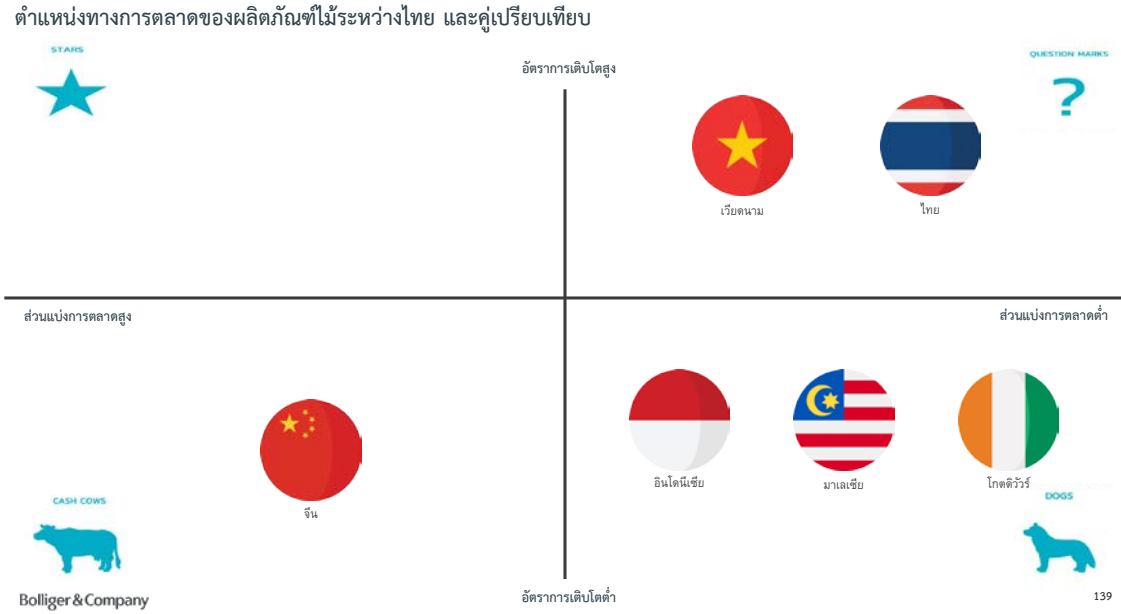 ตำแหน่งทางการตลาดของผลิตภัณฑ์ไม้ระหว่างไทย และคู่เปรียบเทียบ
STARS
อัตราการเติบโตสูง
QUESTION MARKS
?
เวียดนาม
ไทย
ส่วนแบ่งการตลาดสูง
ส่วนแบ่งการตลาดต่ำ
อินโดนีเซีย
มาเลเซีย
โกตดิวัวร์
CASH COWS
จีน
DOGS
Bolliger & Company
อัตราการเติบโตต่ำ
139